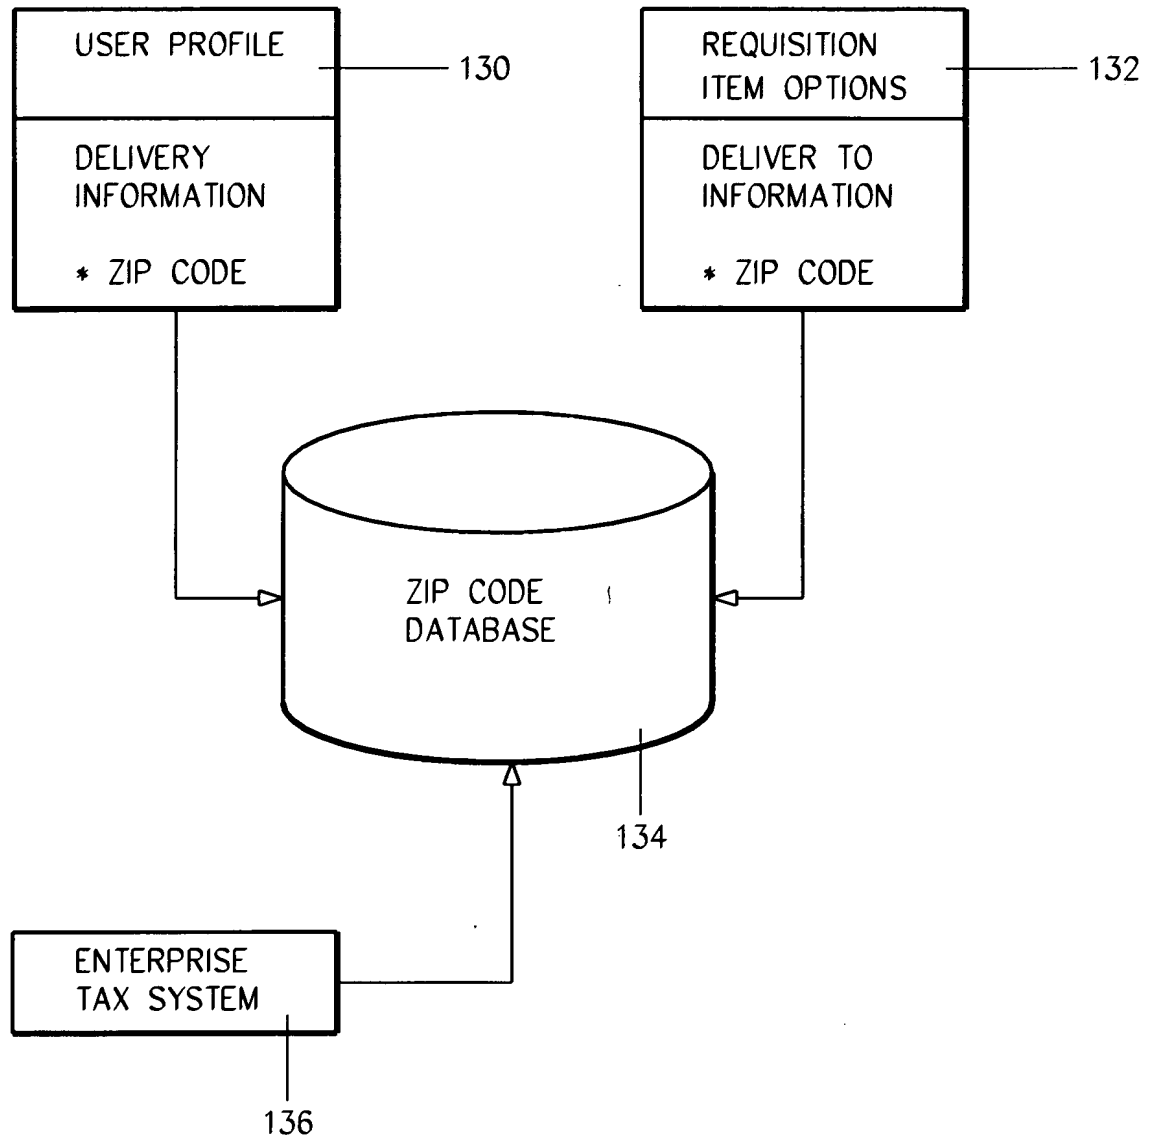 USER PROFILE
130
DELIVERY
INFORMATION
* ZIP CODE
REQUISITION
ITEM OPTIONS
132
DELIVER TO
INFORMATION
* ZIP CODE
ZIP CODE
DATABASE
134
ENTERPRISE
TAX SYSTEM
136